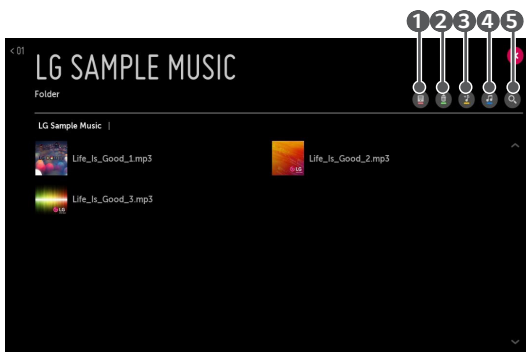 1 2 3 4 5
< 01
LG SAMPLE MUSIC
Folder
LG Sample Music |
Life_Is_Good_1.mp3
Life_Is_Good_2.mp3
Life_Is_Good_3.mp3